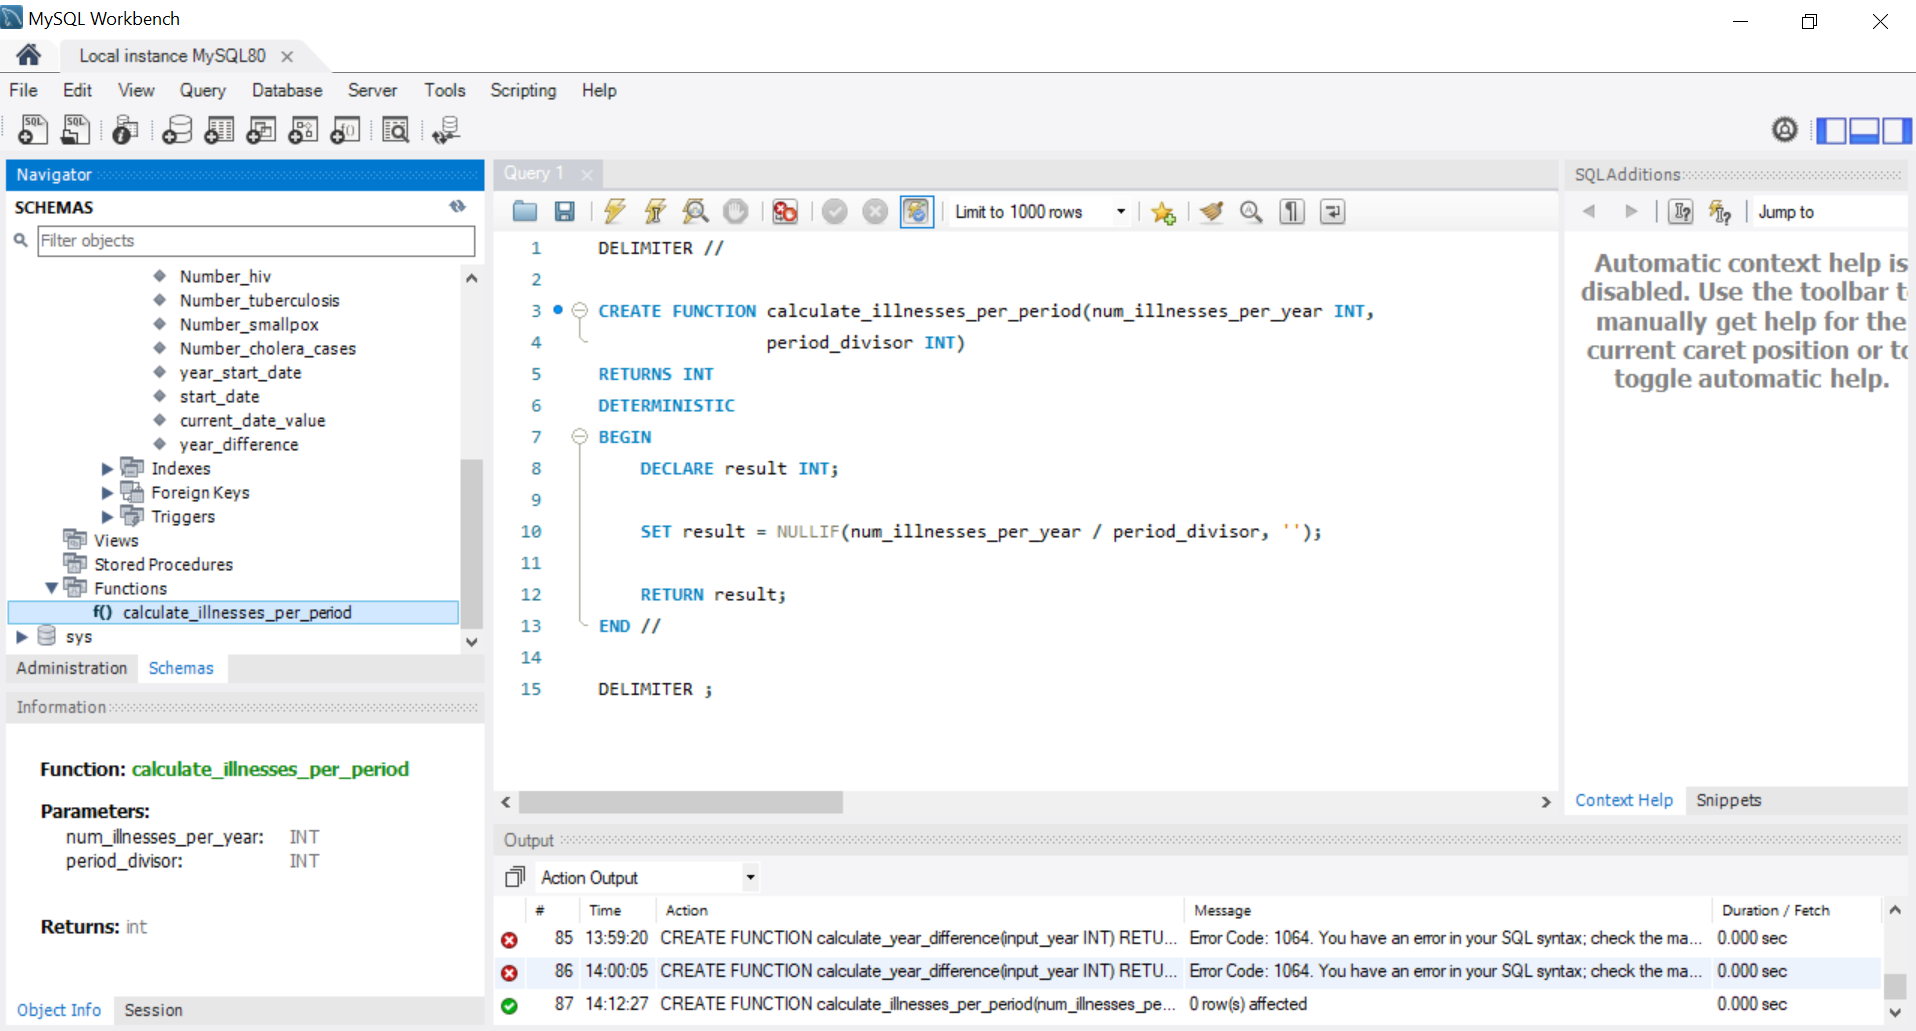 MySQL Workbench
Local instance MySQL80
File Edit View Query Database Server Tools Scripting Help
Navigator
SCHEMAS
Filter objects
Number_hiv
Number_tuberculosis
Number_smallpox
Number_cholera_cases
year_start_date
start_date
current_date_value
year_difference
Indexes
Foreign Keys
Triggers
Views
Stored Procedures
Functions
f() calculate_illnesses_per_period
sys
Administration Schemas
Information
Function: calculate_illnesses_per_period
Parameters:
num_illnesses_per_year: INT
period_divisor: INT
Returns: int
Object Info Session
Query 1
Limit to 1000 rows
1 DELIMITER //
2
3 CREATE FUNCTION calculate_illnesses_per_period(num_illnesses_per_year INT,
4 period_divisor INT)
5 RETURNS INT
6 DETERMINISTIC
7 BEGIN
8 DECLARE result INT;
9
10 SET result = NULLIF(num_illnesses_per_year / period_divisor, '');
11
12 RETURN result;
13 END //
14
15 DELIMITER ;
SQLAdditions
Jump to
Automatic context help is
disabled. Use the toolbar t
manually get help for the
current caret position or to
toggle automatic help.
Context Help Snippets
Output
Action Output
# Time Action Message Duration / Fetch
85 13:59:20 CREATE FUNCTION calculate_year_difference(input_year INT) RETU... Error Code: 1064. You have an error in your SQL syntax; check the ma... 0.000 sec
86 14:00:05 CREATE FUNCTION calculate_year_difference(input_year INT) RETU... Error Code: 1064. You have an error in your SQL syntax; check the ma... 0.000 sec
87 14:12:27 CREATE FUNCTION calculate_illnesses_per_period(num_illnesses_pe... 0 row(s) affected 0.000 sec